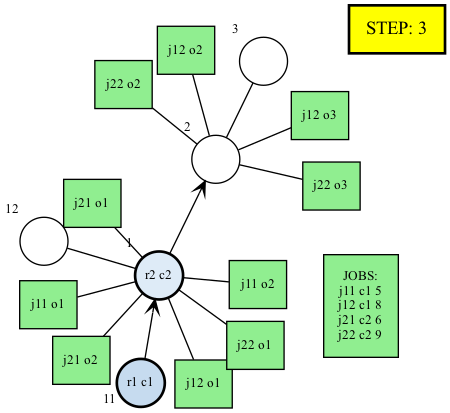 STEP: 3
3
j12 o2
j22 o2
j12 o3
2
j22 o3
j21 o1
12
1
r2 c2
j11 o2
j11 o1
JOBS:
j11 c1 5
j12 c1 8
j21 c2 6
j22 c2 9
j22 o1
j21 o2
r1 c1
j12 o1
11